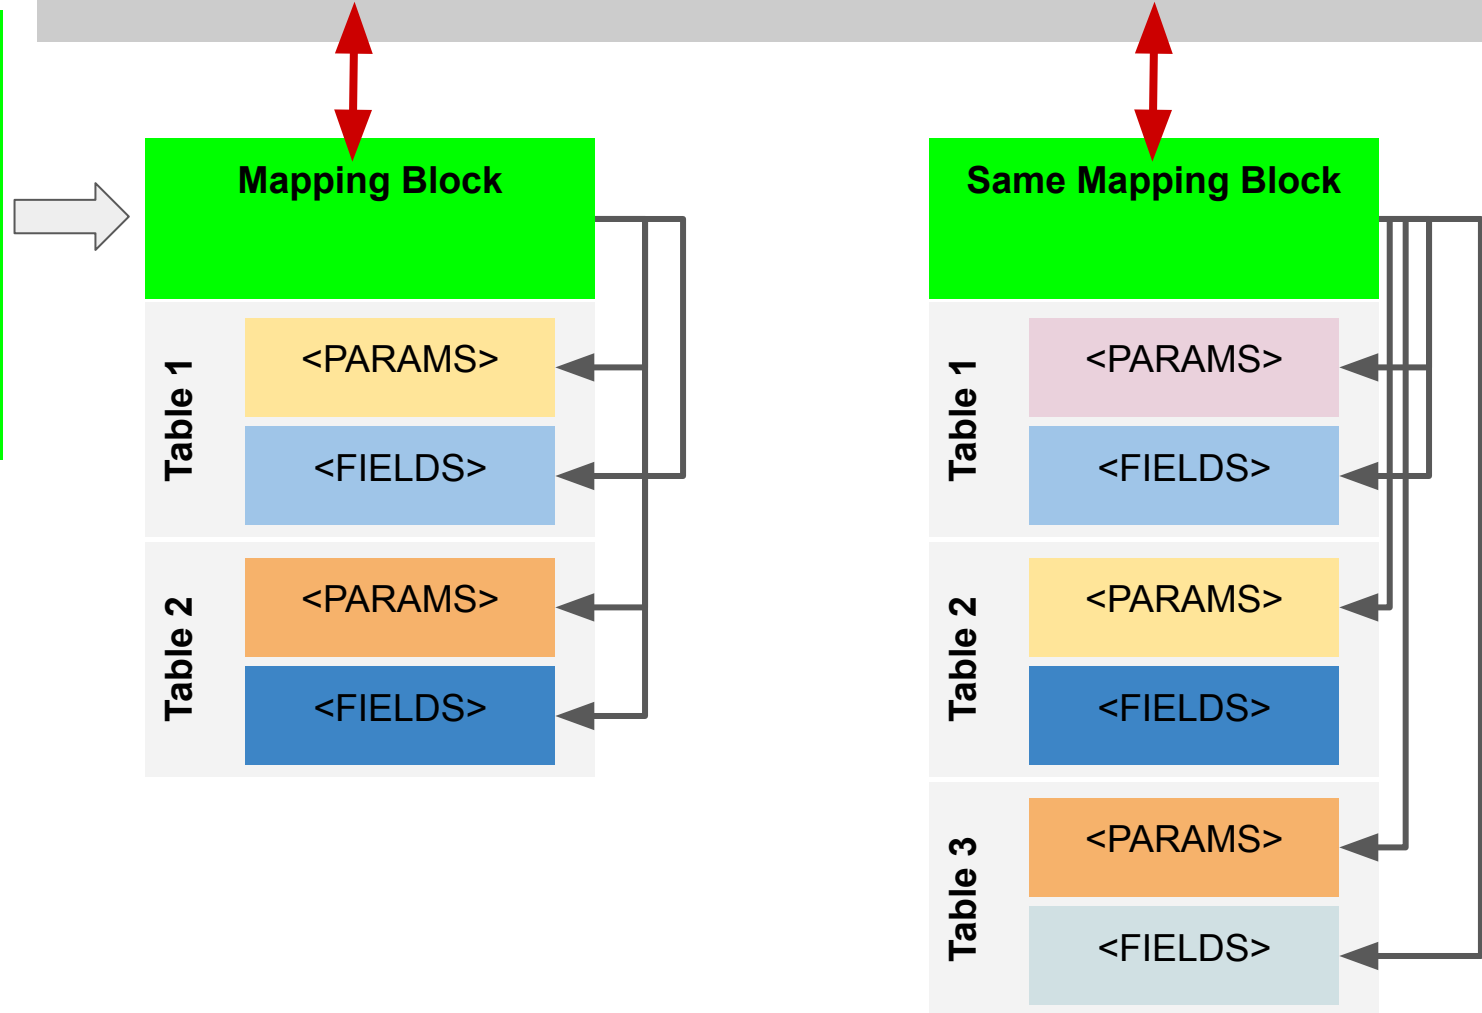 Mapping Block
Table 1
<PARAMS>
<FIELDS>
Table 2
<PARAMS>
<FIELDS>
Same Mapping Block
Table 1
<PARAMS>
<FIELDS>
Table 2
<PARAMS>
<FIELDS>
Table 3
<PARAMS>
<FIELDS>